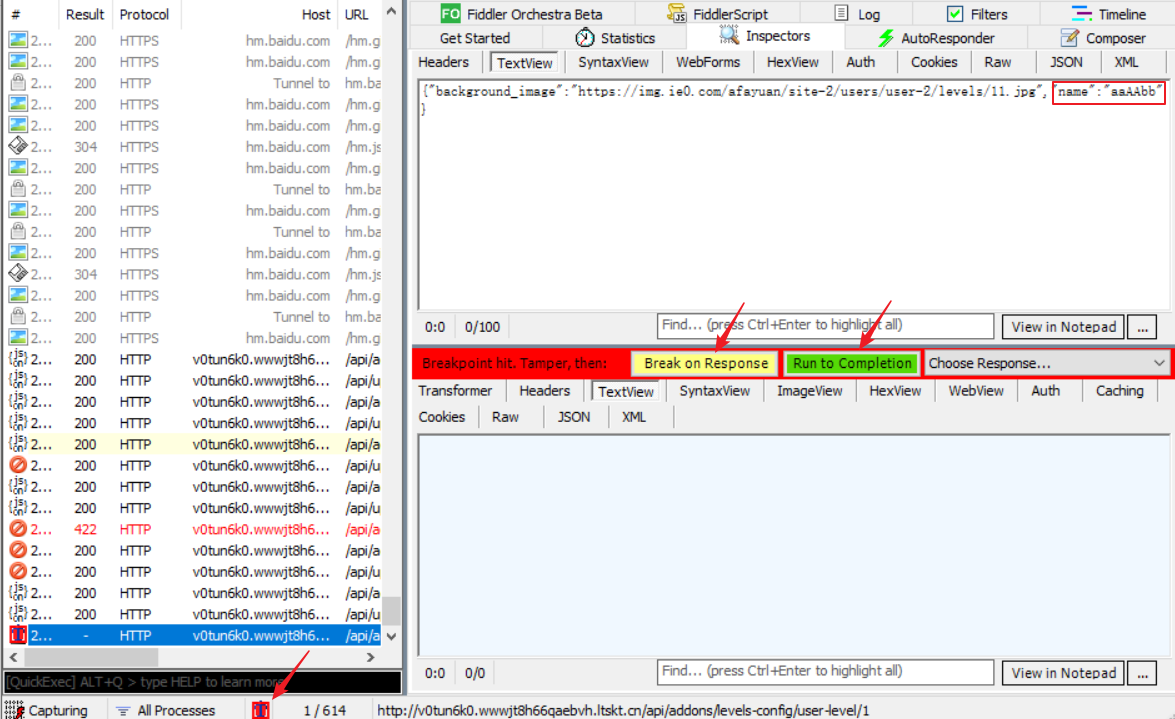 # Result Protocol Host URL
2... 200 HTTPS hm.baidu.com /hm.g
2... 200 HTTPS hm.baidu.com /hm.g
2... 200 HTTP Tunnel to hm.ba
2... 200 HTTPS hm.baidu.com /hm.g
2... 200 HTTPS hm.baidu.com /hm.g
2... 304 HTTPS hm.baidu.com /hm.js
2... 200 HTTPS hm.baidu.com /hm.g
2... 200 HTTP Tunnel to hm.ba
2... 200 HTTPS hm.baidu.com /hm.g
2... 200 HTTP Tunnel to hm.ba
2... 200 HTTPS hm.baidu.com /hm.g
2... 304 HTTPS hm.baidu.com /hm.js
2... 200 HTTPS hm.baidu.com /hm.g
2... 200 HTTP Tunnel to hm.ba
2... 200 HTTPS hm.baidu.com /hm.g
2... 200 HTTP v0tun6k0.wwwjt8h6... /api/a
2... 200 HTTP v0tun6k0.wwwjt8h6... /api/u
2... 200 HTTP v0tun6k0.wwwjt8h6... /api/a
2... 200 HTTP v0tun6k0.wwwjt8h6... /api/u
2... 200 HTTP v0tun6k0.wwwjt8h6... /api/a
2... 200 HTTP v0tun6k0.wwwjt8h6... /api/u
2... 200 HTTP v0tun6k0.wwwjt8h6... /api/a
2... 200 HTTP v0tun6k0.wwwjt8h6... /api/u
2... 422 HTTP v0tun6k0.wwwjt8h6... /api/a
2... 200 HTTP v0tun6k0.wwwjt8h6... /api/a
2... 200 HTTP v0tun6k0.wwwjt8h6... /api/u
2... 200 HTTP v0tun6k0.wwwjt8h6... /api/a
2... 200 HTTP v0tun6k0.wwwjt8h6... /api/u
2... - HTTP v0tun6k0.wwwjt8h6... /api/a
[QuickExec] ALT+Q > type HELP to learn more
FO Fiddler Orchestra Beta FiddlerScript Log Filters Timeline
Get Started Statistics Inspectors AutoResponder Composer
Headers TextView SyntaxView WebForms HexView Auth Cookies Raw JSON XML
{"background_image":"https://img.ie0.com/afayuan/site-2/users/user-2/levels/11.jpg","name":"aaAAbb"
}
0:0 0/100 Find... (press Ctrl+Enter to highlight all) View in Notepad ...
Breakpoint hit. Tamper, then: Break on Response Run to Completion Choose Response...
Transformer Headers TextView SyntaxView ImageView HexView WebView Auth Caching
Cookies Raw JSON XML
0:0 0/0 Find... (press Ctrl+Enter to highlight all) View in Notepad ...
Capturing All Processes 1 / 614 http://v0tun6k0.wwwjt8h66qaebvh.ltskt.cn/api/addons/levels-config/user-level/1